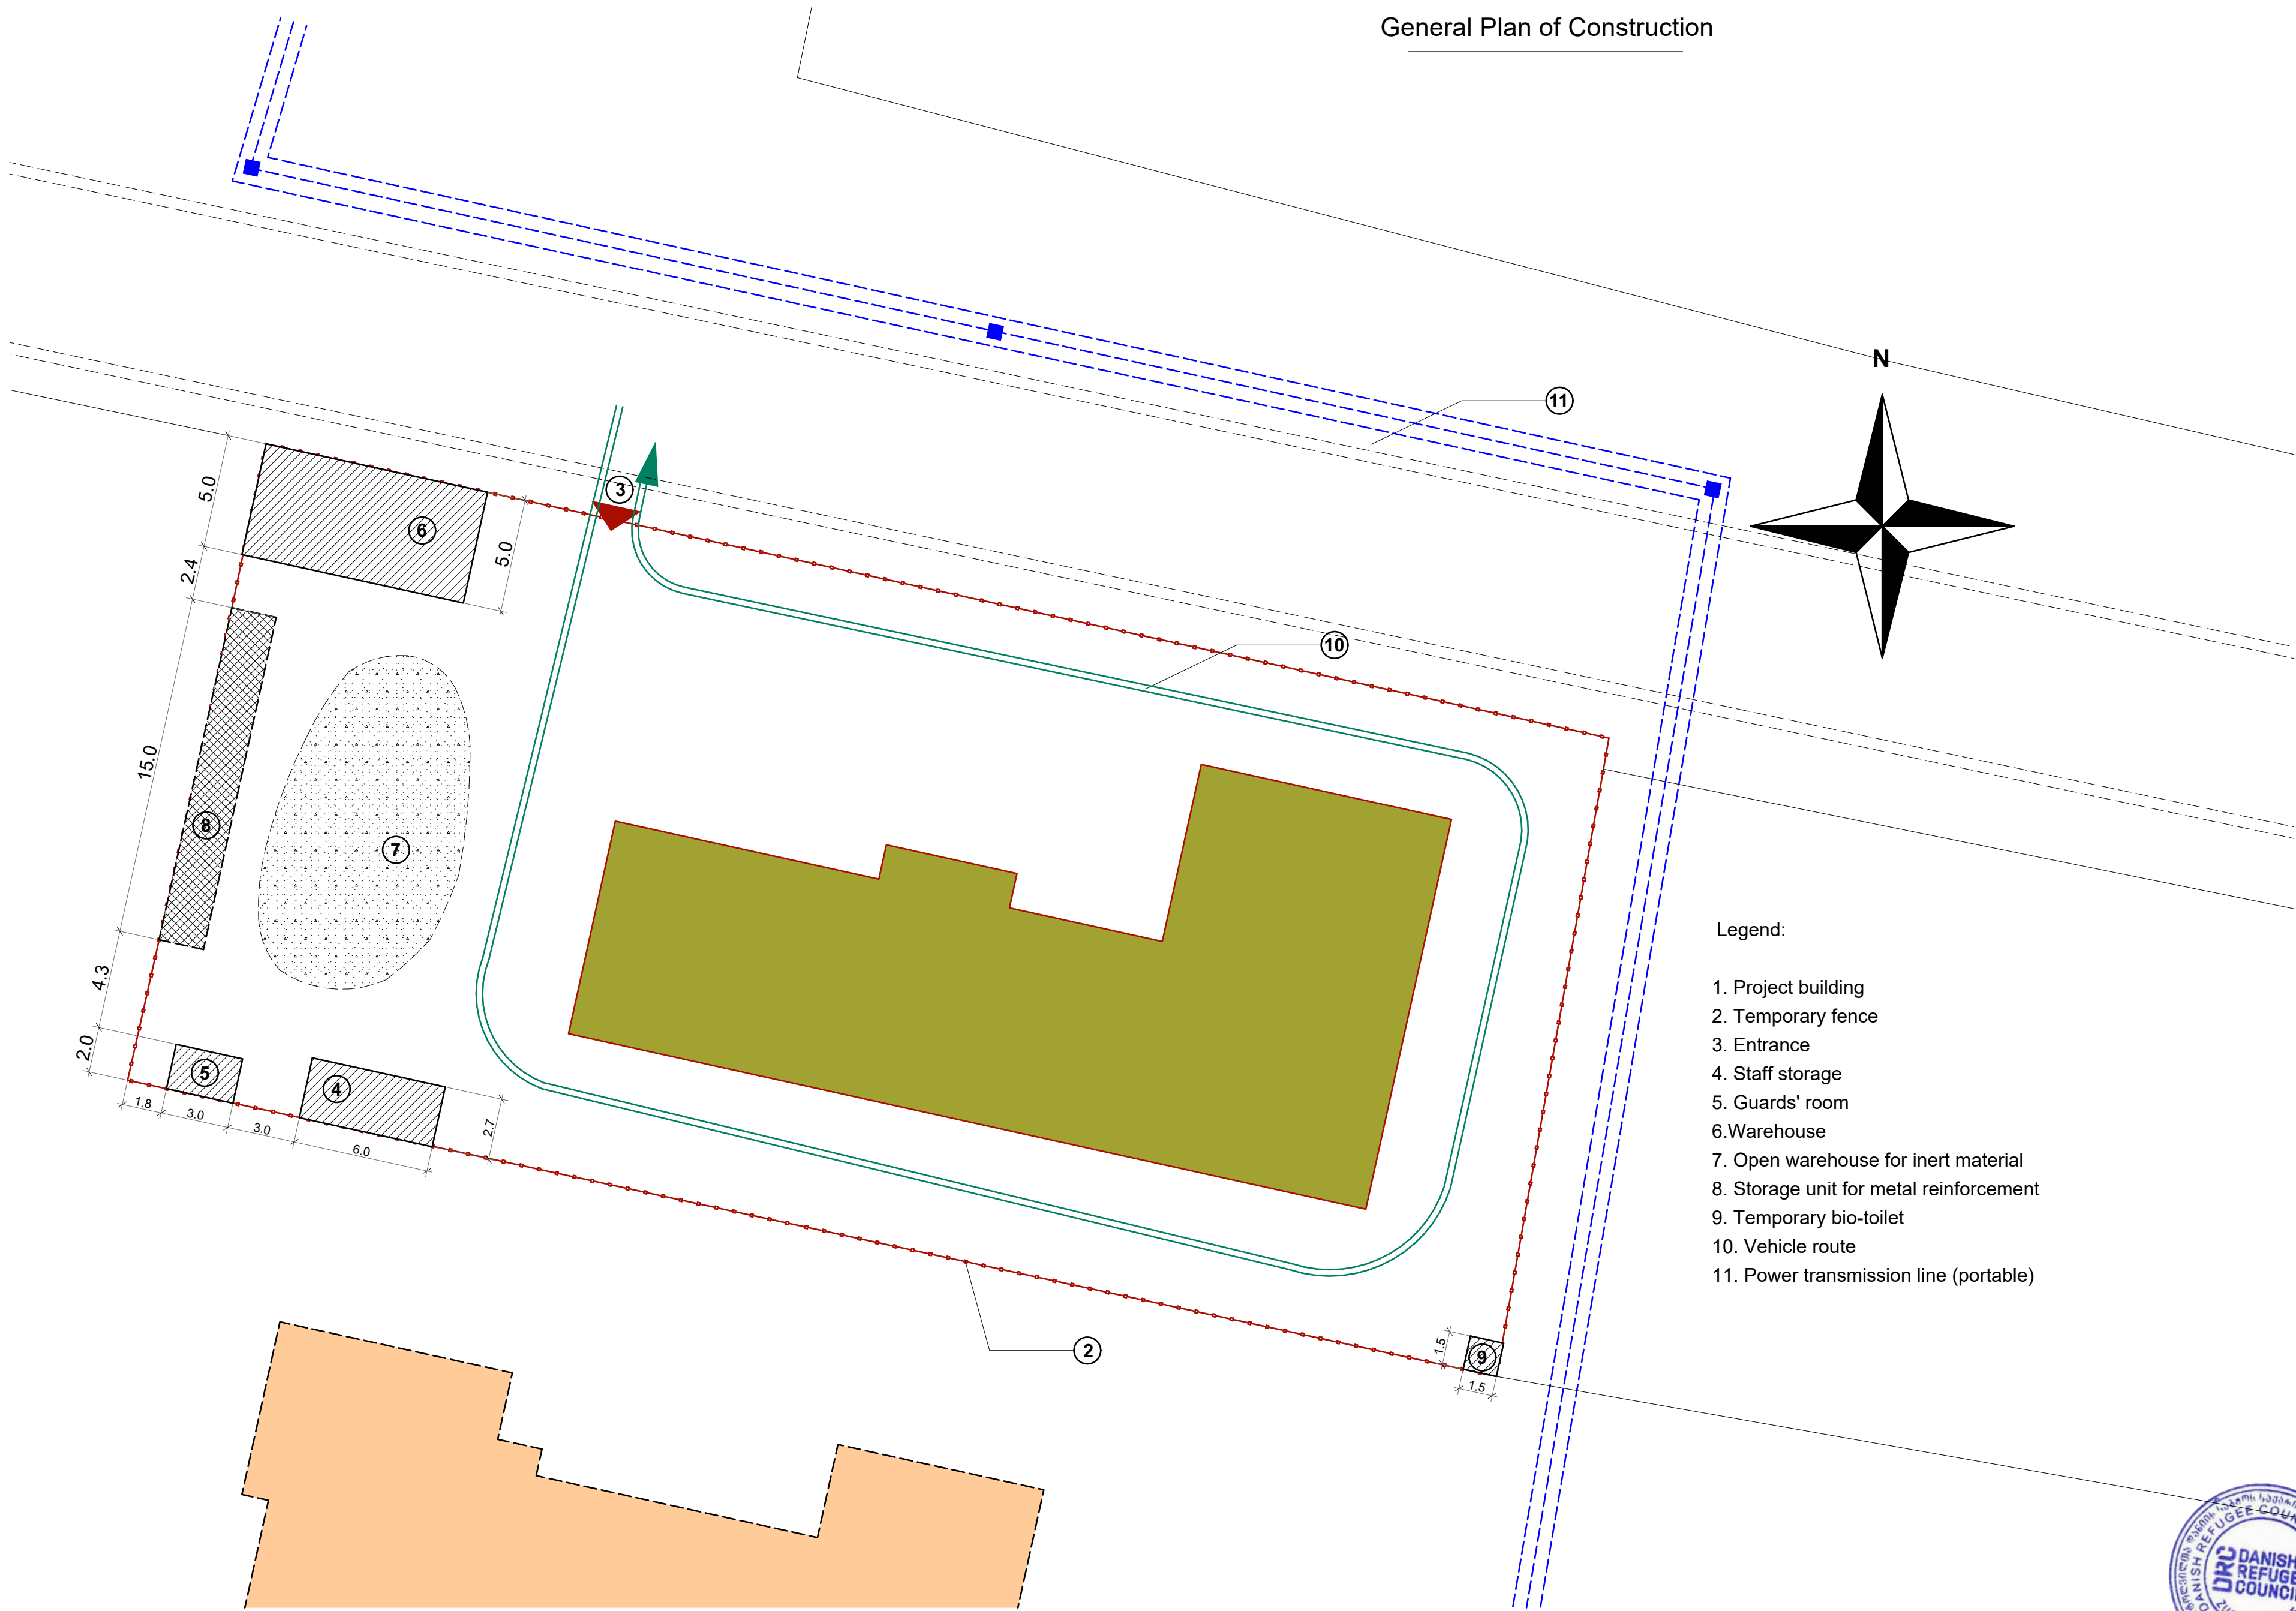 General Plan of Construction
N
11
3
5.0
6
5.0
2.4
10
15.0
8
7
4.3
2.0
5
4
1.8
3.0
3.0
6.0
2.7
2
1.5
9
1.5
Legend:
1. Project building
2. Temporary fence
3. Entrance
4. Staff storage
5. Guards' room
6.Warehouse
7. Open warehouse for inert material
8. Storage unit for metal reinforcement
9. Temporary bio-toilet
10. Vehicle route
11. Power transmission line (portable)
DANISH REFUGEE COUN
DRC
DANISH
REFUGE
COUNCI